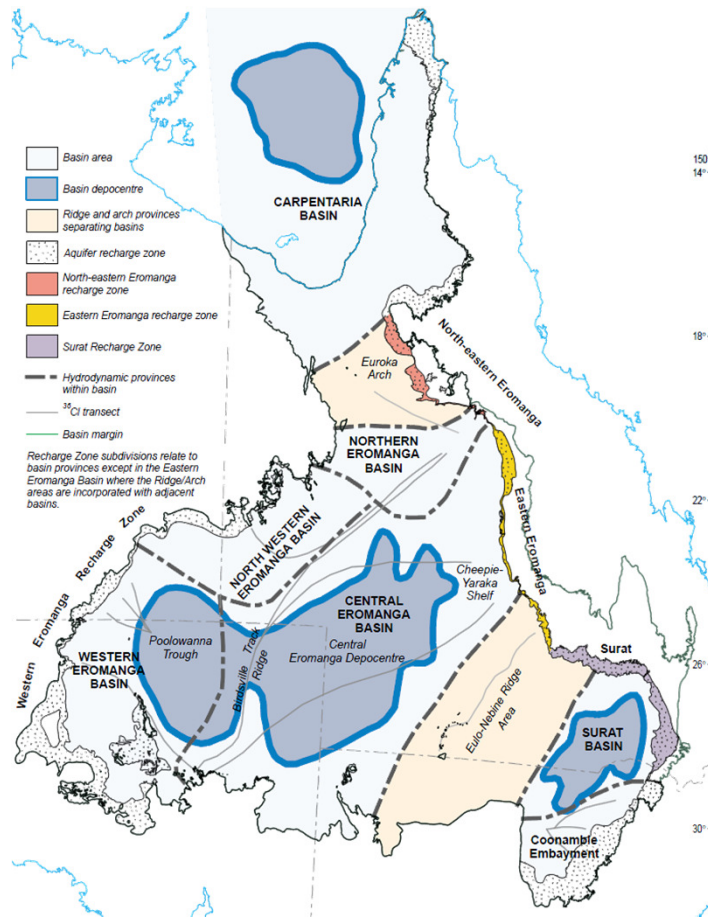 Basin area
Basin depocentre
Ridge and arch provinces
separating basins
Aquifer recharge zone
North-eastern Eromanga
recharge zone
Eastern Eromanga recharge zone
Surat Recharge Zone
Hydrodynamic provinces
within basin
³⁶Cl transect
Basin margin
Recharge Zone subdivisions relate to
basin provinces except in the Eastern
Eromanga Basin where the Ridge/Arch
areas are incorporated with adjacent
basins.
CARPENTARIA
BASIN
150
14°
18°
22°
26°
30°
North-eastern Eromanga
Euroka
Arch
NORTHERN
EROMANGA
BASIN
Eastern Eromanga
NORTH WESTERN
EROMANGA BASIN
Western Eromanga Recharge Zone
Cheepie-
Yaraka
Shelf
CENTRAL
EROMANGA
BASIN
Central
Eromanga Depocentre
Poolowanna
Trough
WESTERN
EROMANGA
BASIN
Birdsville Track
Ridge
Surat
Eulo-Nebine Ridge
Area
SURAT
BASIN
Coonamble
Embayment